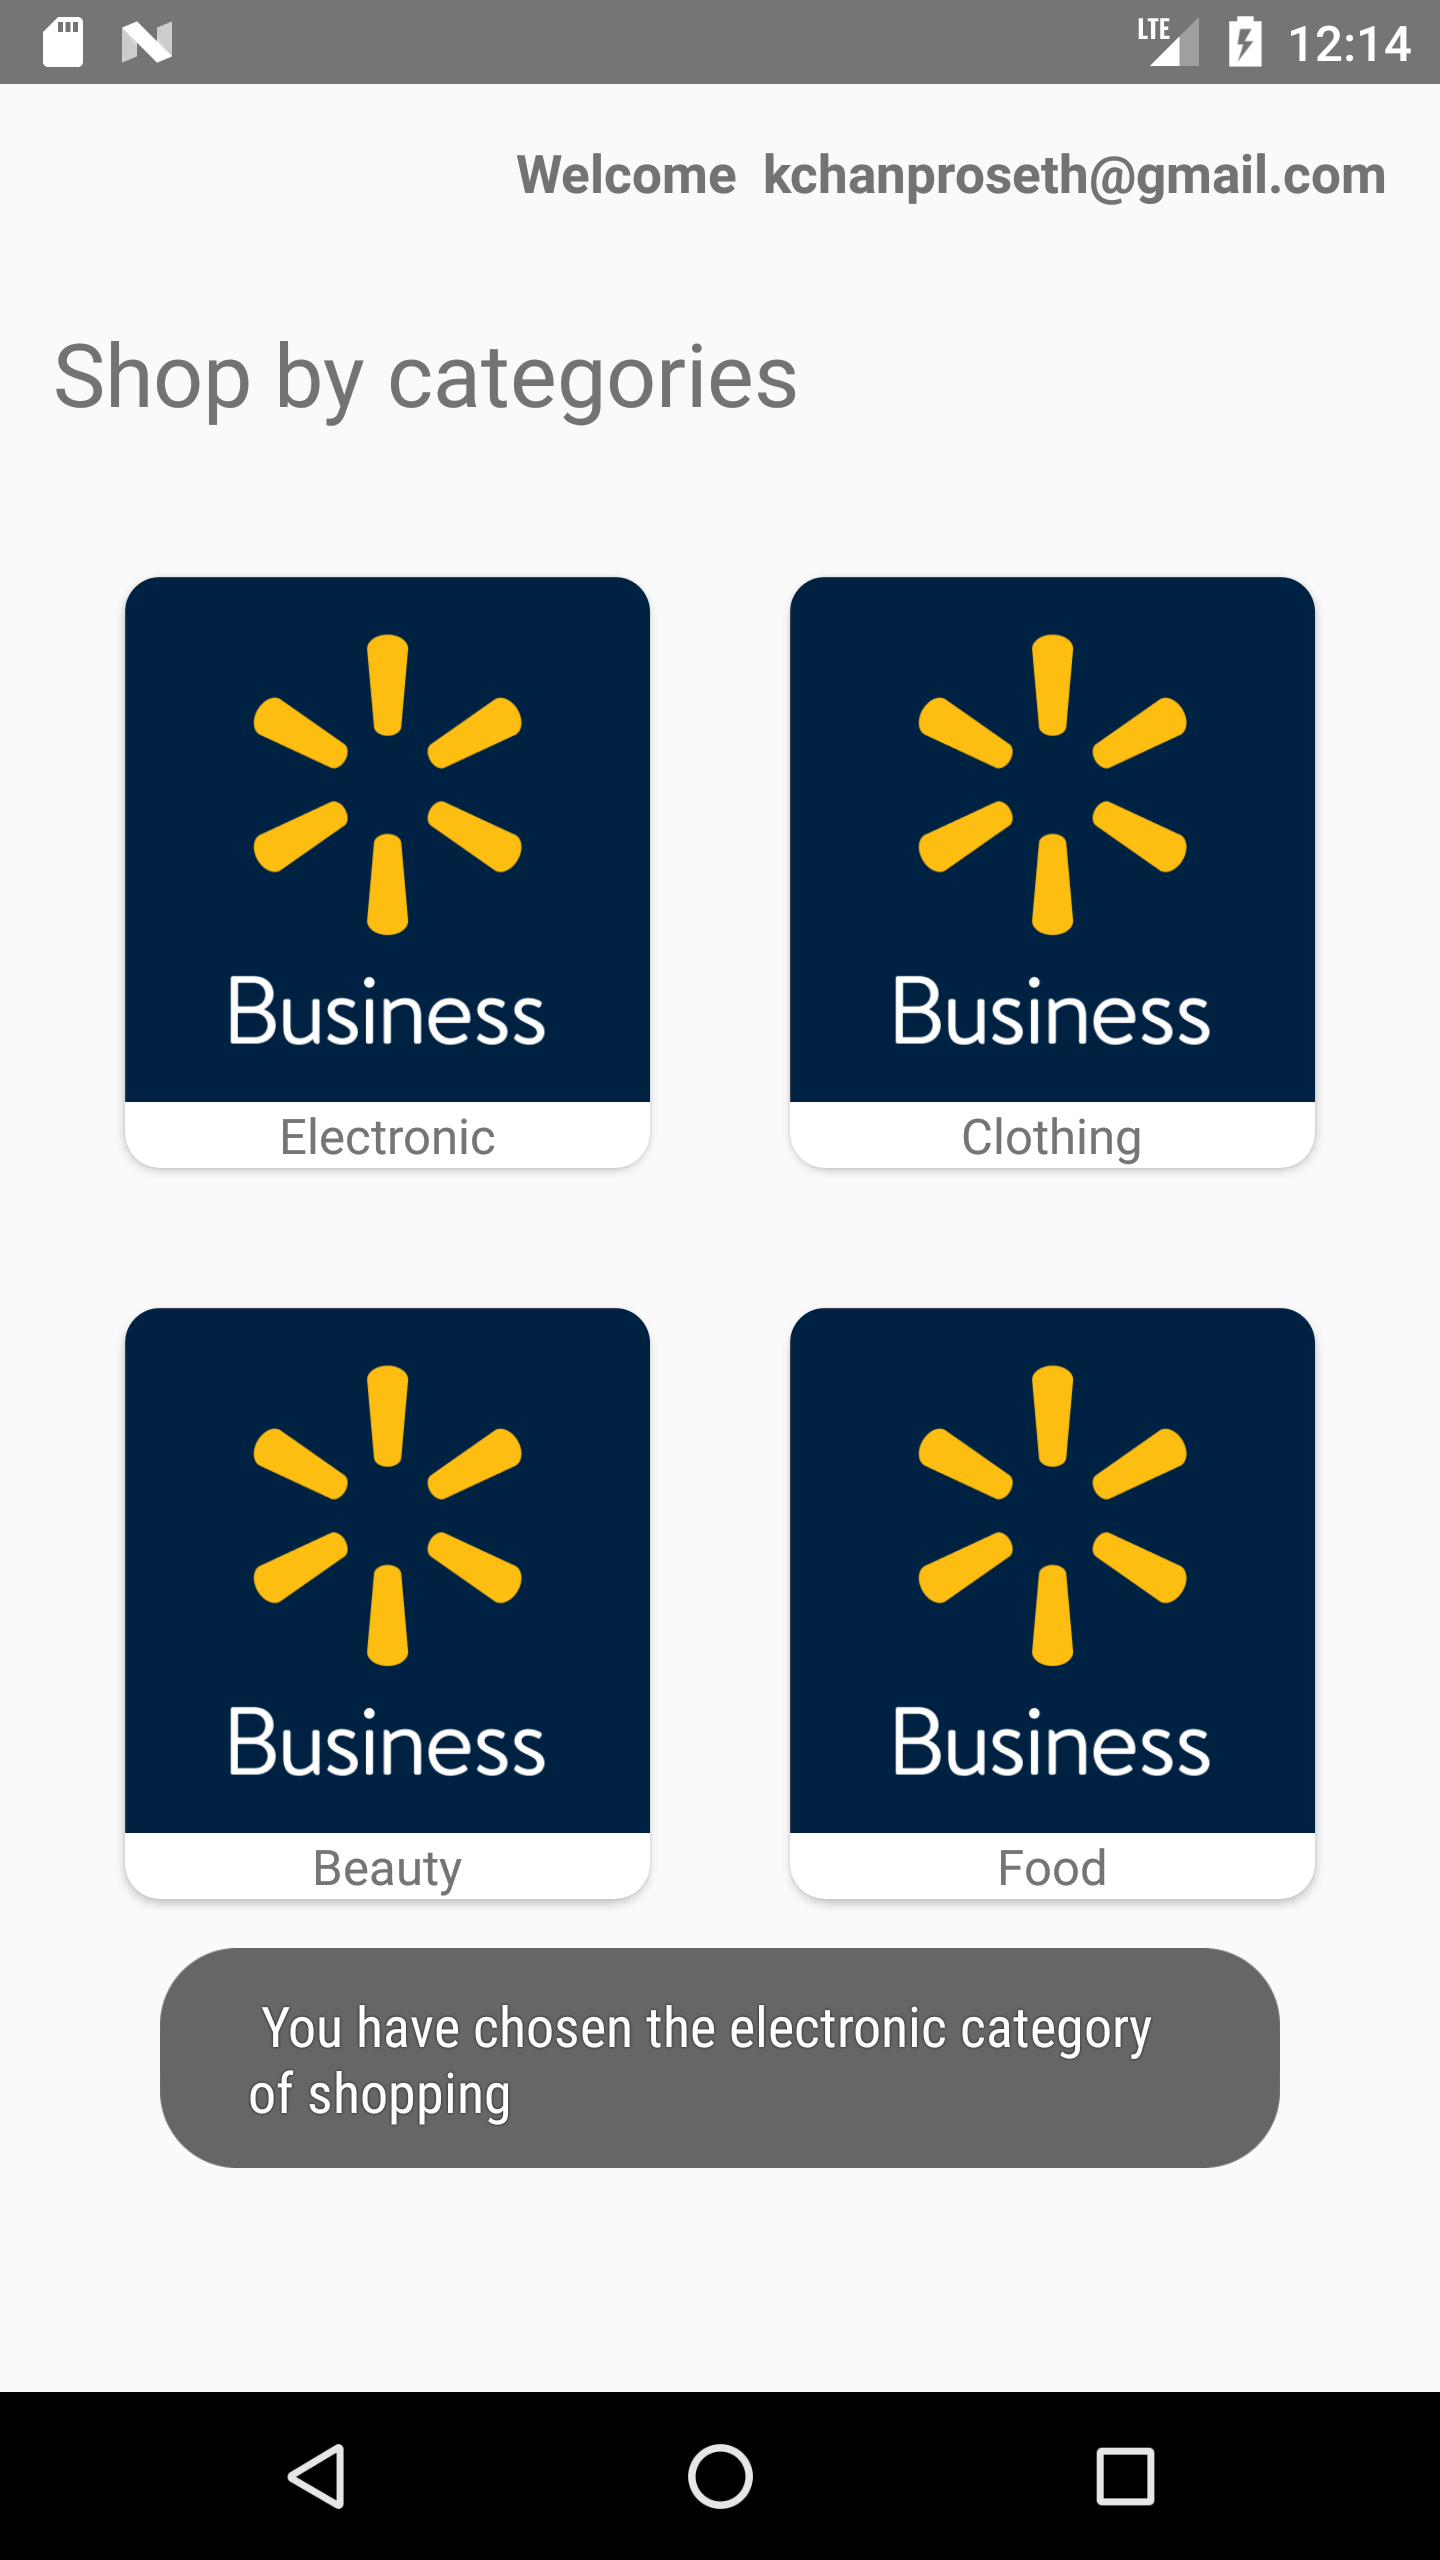 LTE 12:14
Welcome  kchanproseth@gmail.com
Shop by categories
Business
Business
Electronic
Clothing
Business
Business
Beauty
Food
You have chosen the electronic category
of shopping